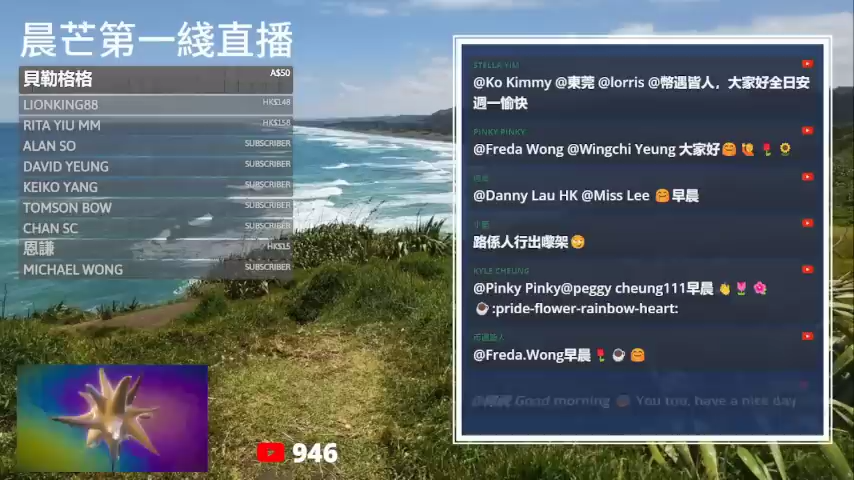 晨芒第一綫直播
貝勒格格 A$50
LIONKING88 HK$148
RITA YIU MM HK$158
ALAN SO SUBSCRIBER
DAVID YEUNG SUBSCRIBER
KEIKO YANG SUBSCRIBER
TOMSON BOW SUBSCRIBER
CHAN SC SUBSCRIBER
恩謙 HK$15
MICHAEL WONG SUBSCRIBER
946
STELLA YIM
@Ko Kimmy @東莞 @lorris @幣遇皆人，大家好全日安
週一愉快
PINKY PINKY
@Freda Wong @Wingchi Yeung 大家好🤗🙋🌷🌻
@Danny Lau HK @Miss Lee 🤗早晨
路係人行出嚟架
KYLE CHEUNG
@Pinky Pinky@peggy cheung111早晨👏🌷🌺
☕:pride-flower-rainbow-heart:
@Freda.Wong早晨🌹☕🤗
Good morning You too, have a nice day